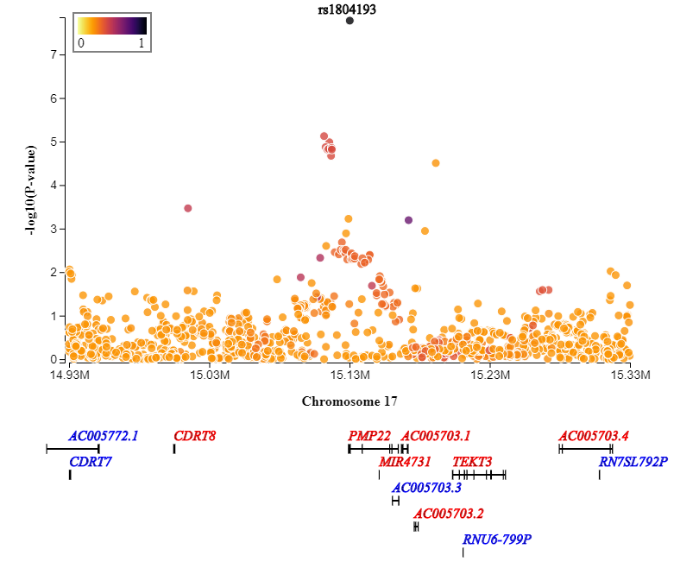 rs1804193
0 1
-log10(P-value)
7
6
5
4
3
2
1
0
14.93M 15.03M 15.13M 15.23M 15.33M
Chromosome 17
AC005772.1 CDRT8 PMP22 AC005703.1 AC005703.4
CDRT7 MIR4731 TEKT3 RN7SL792P
AC005703.3
AC005703.2
RNU6-799P